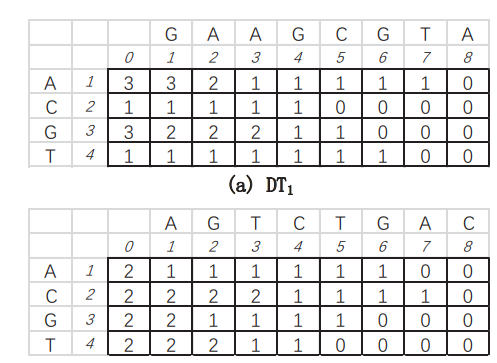 G A A G C G T A
0 1 2 3 4 5 6 7 8
A 1 3 3 2 1 1 1 1 1 0
C 2 1 1 1 1 1 0 0 0 0
G 3 3 2 2 2 1 1 0 0 0
T 4 1 1 1 1 1 1 1 0 0
(a) DT₁
A G T C T G A C
0 1 2 3 4 5 6 7 8
A 1 2 1 1 1 1 1 1 0 0
C 2 2 2 2 2 1 1 1 1 0
G 3 2 2 1 1 1 1 0 0 0
T 4 2 2 2 1 1 0 0 0 0